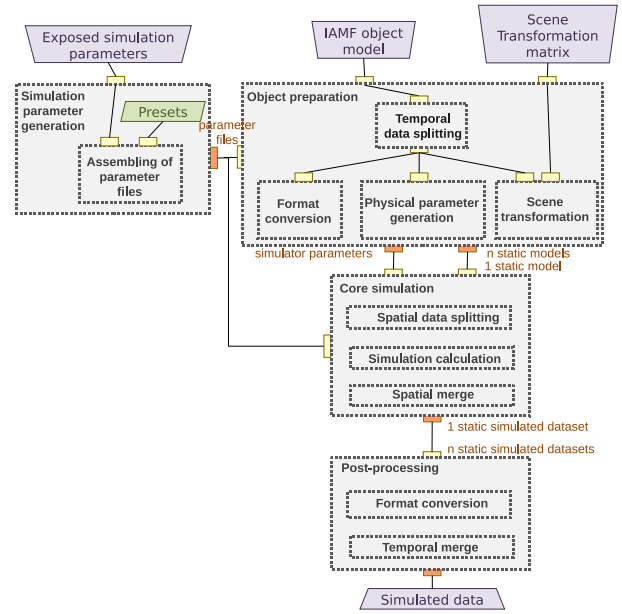 Exposed simulation
parameters
IAMF object
model
Scene
Transformation
matrix
Simulation
parameter
generation
Presets
Assembling of
parameter
files
parameter
files
Object preparation
Temporal
data splitting
Format
conversion
Physical parameter
generation
Scene
transformation
simulator parameters
n static models
1 static model
Core simulation
Spatial data splitting
Simulation calculation
Spatial merge
1 static simulated dataset
n static simulated datasets
Post-processing
Format conversion
Temporal merge
Simulated data